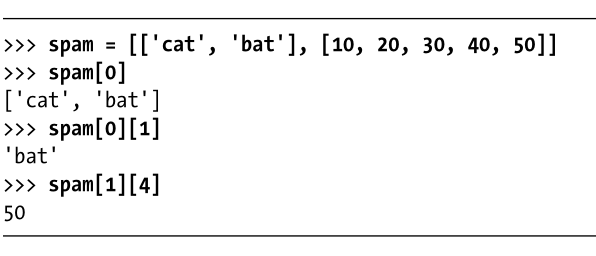 >>> spam = [['cat', 'bat'], [10, 20, 30, 40, 50]]
>>> spam[0]
['cat', 'bat']
>>> spam[0][1]
'bat'
>>> spam[1][4]
50